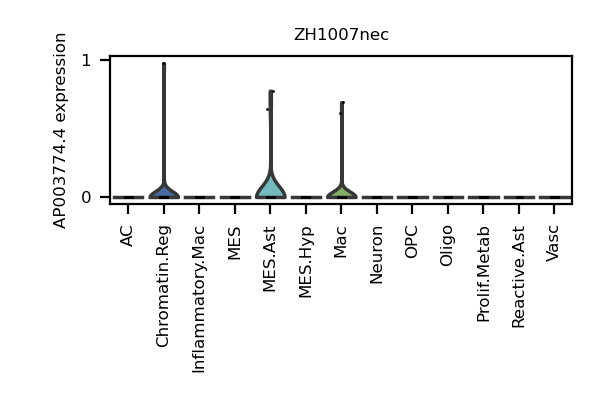 ZH1007nec
AP003774.4 expression
1
0
AC
Chromatin.Reg
Inflammatory.Mac
MES
MES.Ast
MES.Hyp
Mac
Neuron
OPC
Oligo
Prolif.Metab
Reactive.Ast
Vasc